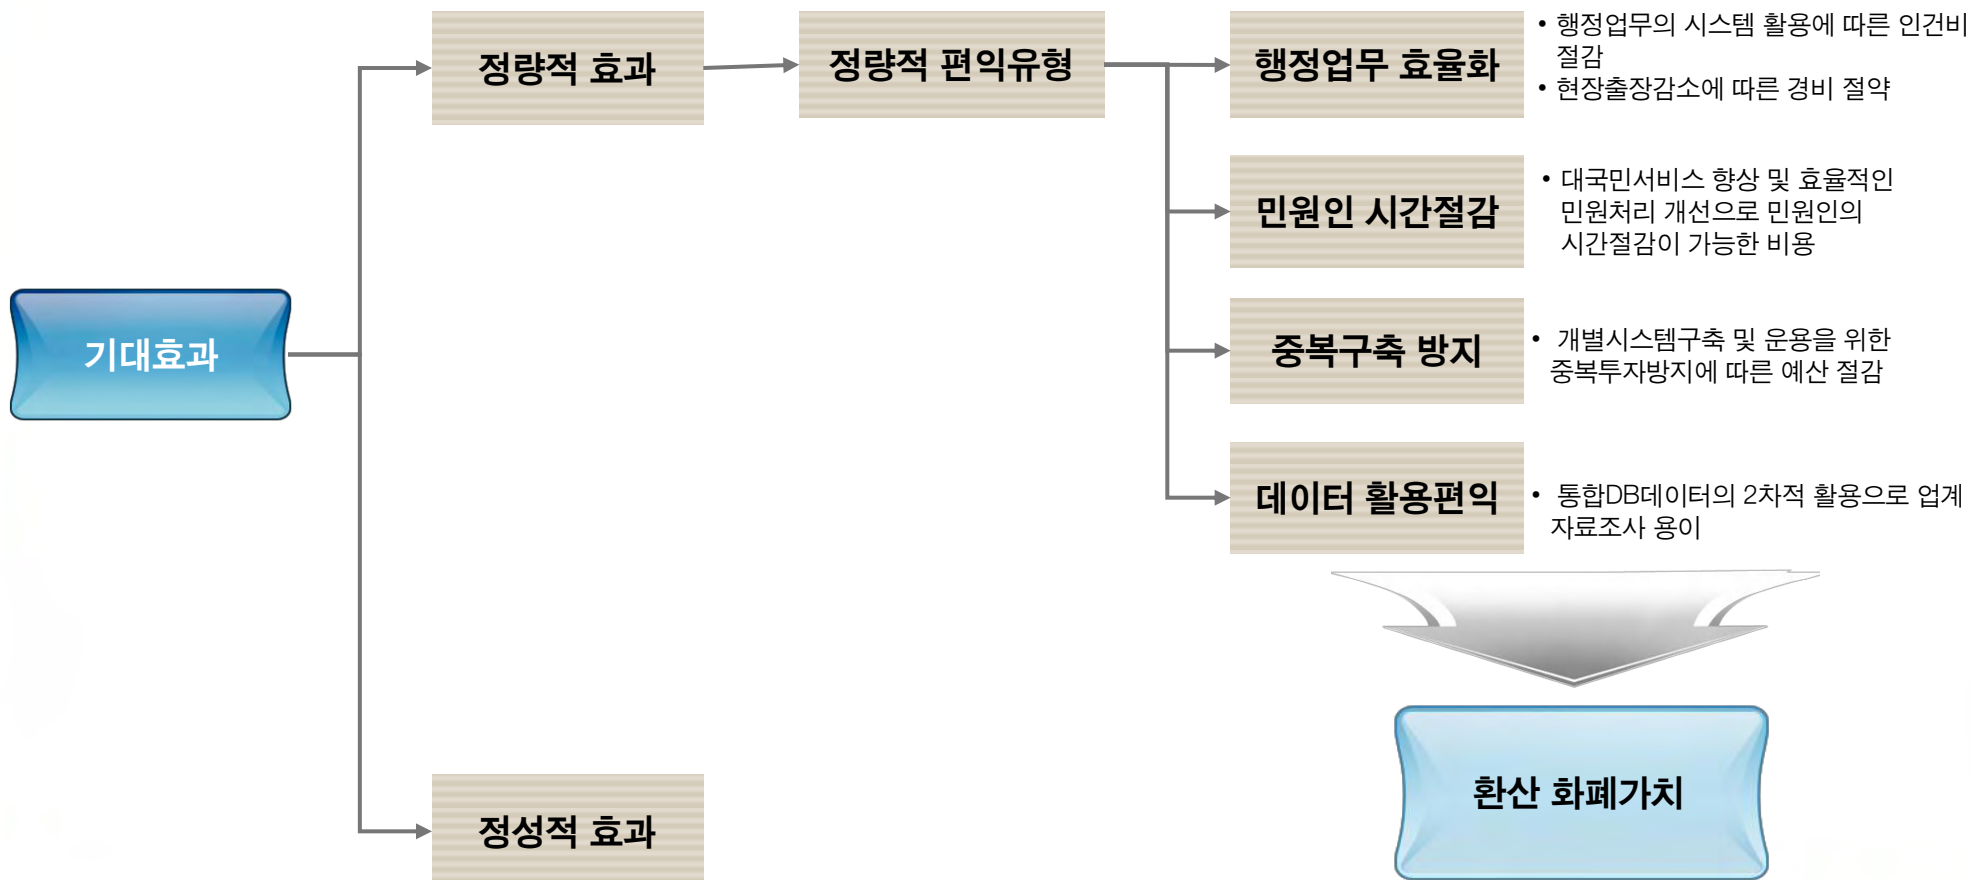 기대효과
정량적 효과
정량적 편익유형
행정업무 효율화
• 행정업무의 시스템 활용에 따른 인건비
절감
• 현장출장감소에 따른 경비 절약
민원인 시간절감
• 대국민서비스 향상 및 효율적인
민원처리 개선으로 민원인의
시간절감이 가능한 비용
중복구축 방지
• 개별시스템구축 및 운용을 위한
중복투자방지에 따른 예산 절감
데이터 활용편익
• 통합DB데이터의 2차적 활용으로 업계
자료조사 용이
환산 화폐가치
정성적 효과